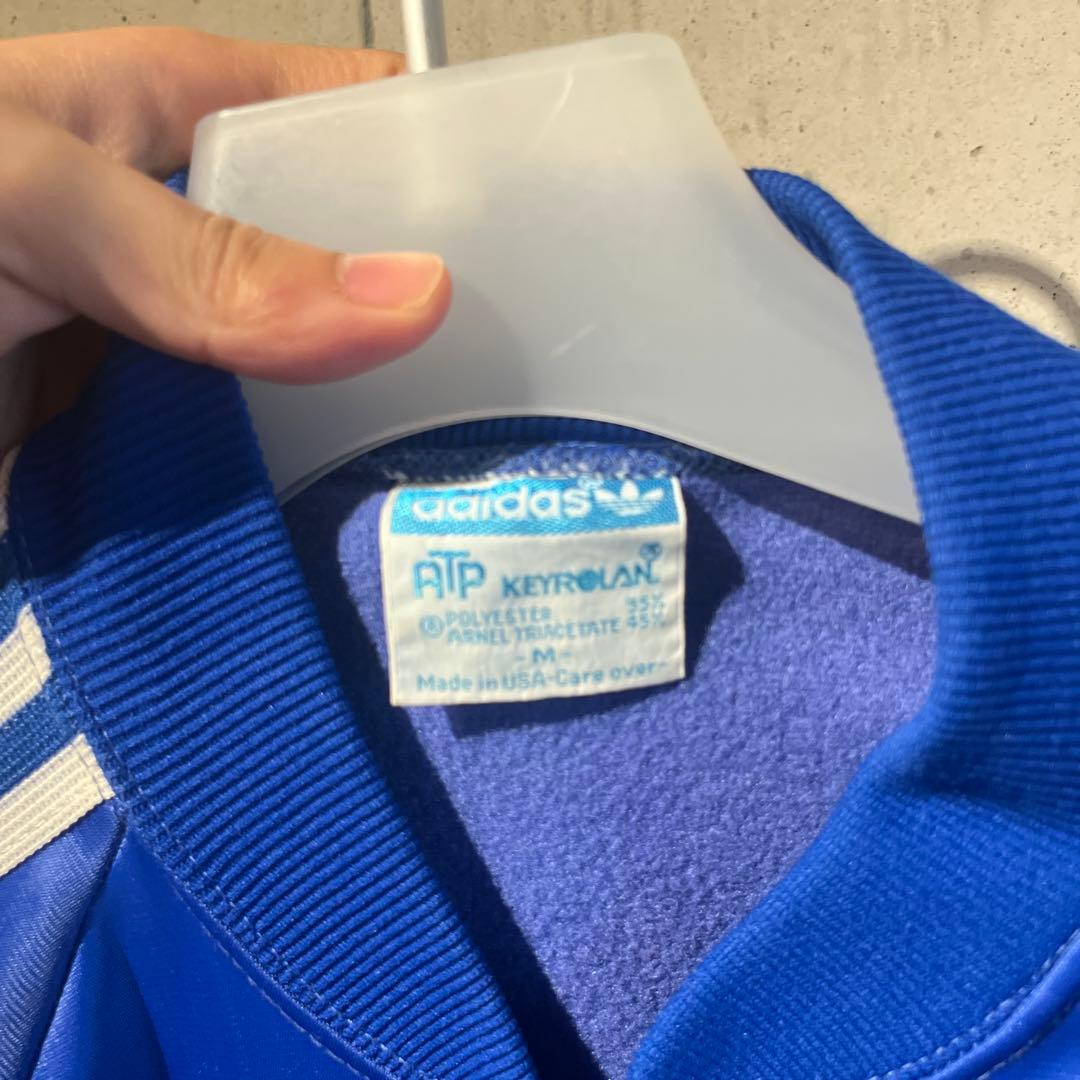 adidas®
ATP KEYROLAN®
® POLYESTER 55%
ARNEL TRIACETATE 45%
- M -
Made in USA-Care over-